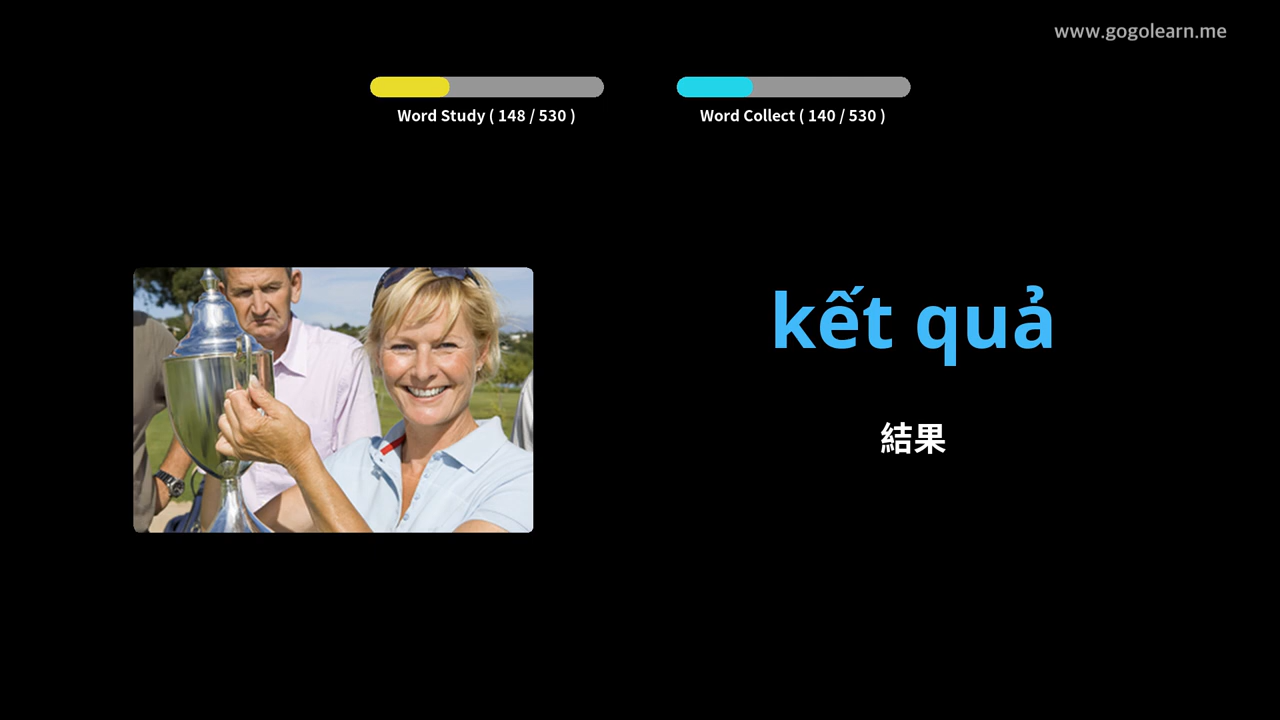 www.gogolearn.me
Word Study ( 148 / 530 )
Word Collect ( 140 / 530 )
kết quả
結果